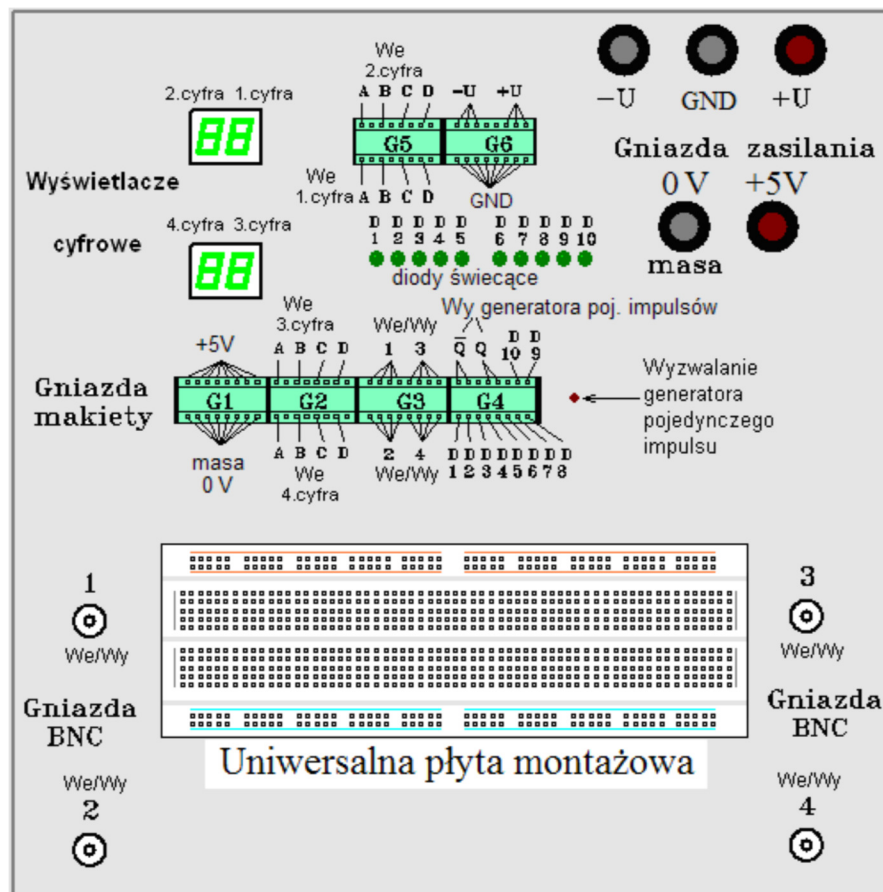 We
2.cyfra
A B C D -U +U
2.cyfra 1.cyfra
88
G5 G6
Wyświetlacze
We
1.cyfra A B C D
GND
-U GND +U
Gniazda zasilania
0 V +5V
masa
cyfrowe
4.cyfra 3.cyfra
88
D D D D D D D D D D
1 2 3 4 5 6 7 8 9 10
diody świecące
Wy generatora poj. impulsów
We
3.cyfra
We/Wy
+5V
A B C D 1 3 Q Q D 10 D 9
Gniazda
makiety
G1 G2 G3 G4
Wyzwalanie
generatora
pojedynczego
impulsu
masa
0 V
A B C D 2 4
We
4.cyfra
We/Wy
D D D D D D D D
1 2 3 4 5 6 7 8
1
We/Wy
3
We/Wy
Gniazda
BNC
Gniazda
BNC
Uniwersalna płyta montażowa
We/Wy
2
We/Wy
4